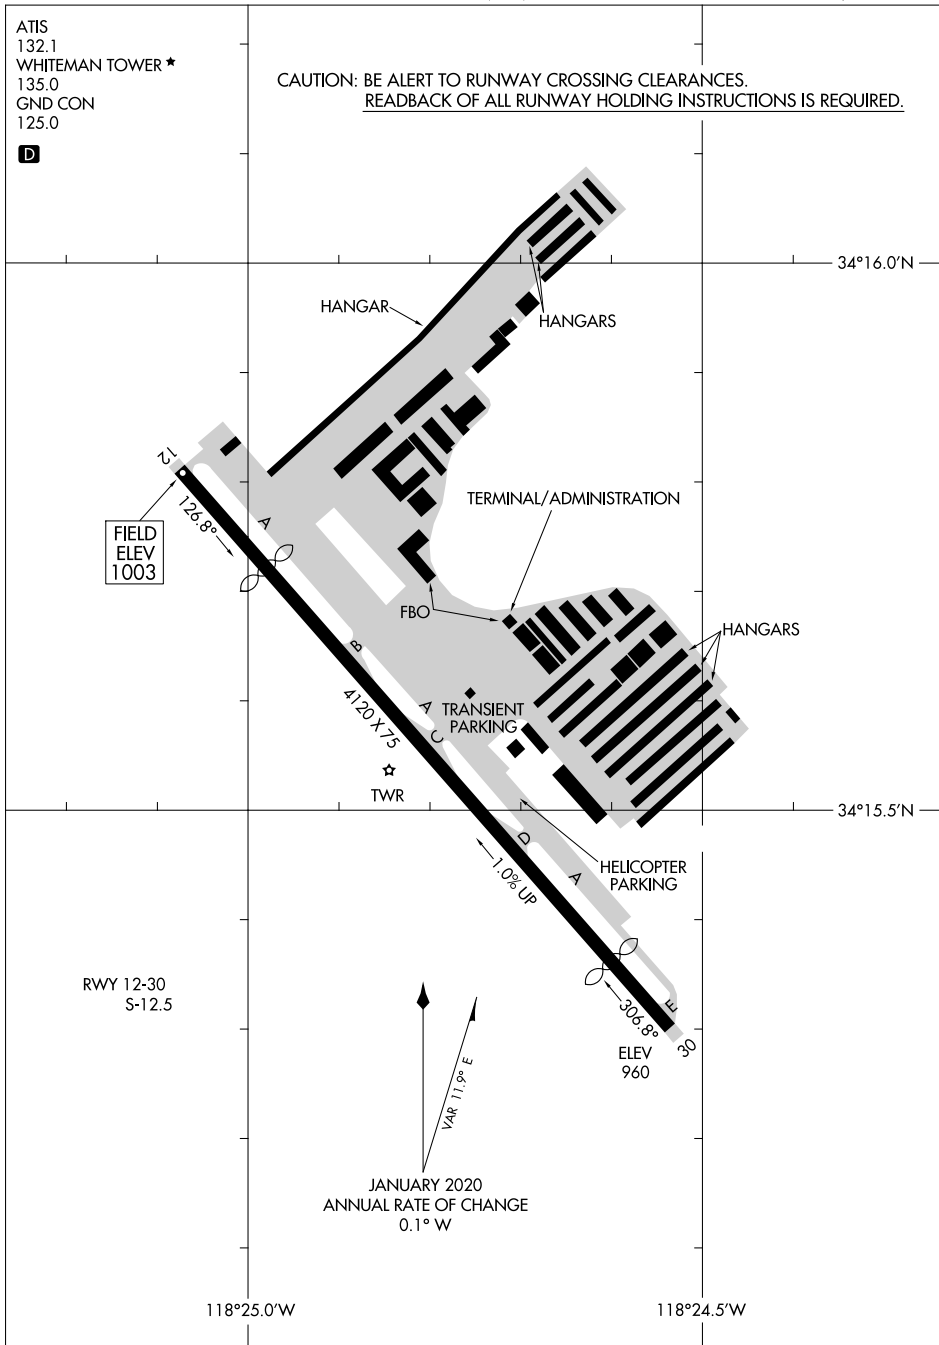 ATIS
132.1
WHITEMAN TOWER ★
135.0
GND CON
125.0
D
CAUTION: BE ALERT TO RUNWAY CROSSING CLEARANCES.
READBACK OF ALL RUNWAY HOLDING INSTRUCTIONS IS REQUIRED.
34°16.0'N
HANGAR
HANGARS
12
126.8°
A
FIELD
ELEV
1003
TERMINAL/ADMINISTRATION
FBO
HANGARS
B
4120 X 75
A
C
TRANSIENT
PARKING
TWR
34°15.5'N
D
A
1.0% UP
HELICOPTER
PARKING
RWY 12-30
S-12.5
306.8°
E
30
ELEV
960
VAR 11.9° E
JANUARY 2020
ANNUAL RATE OF CHANGE
0.1° W
118°25.0'W
118°24.5'W